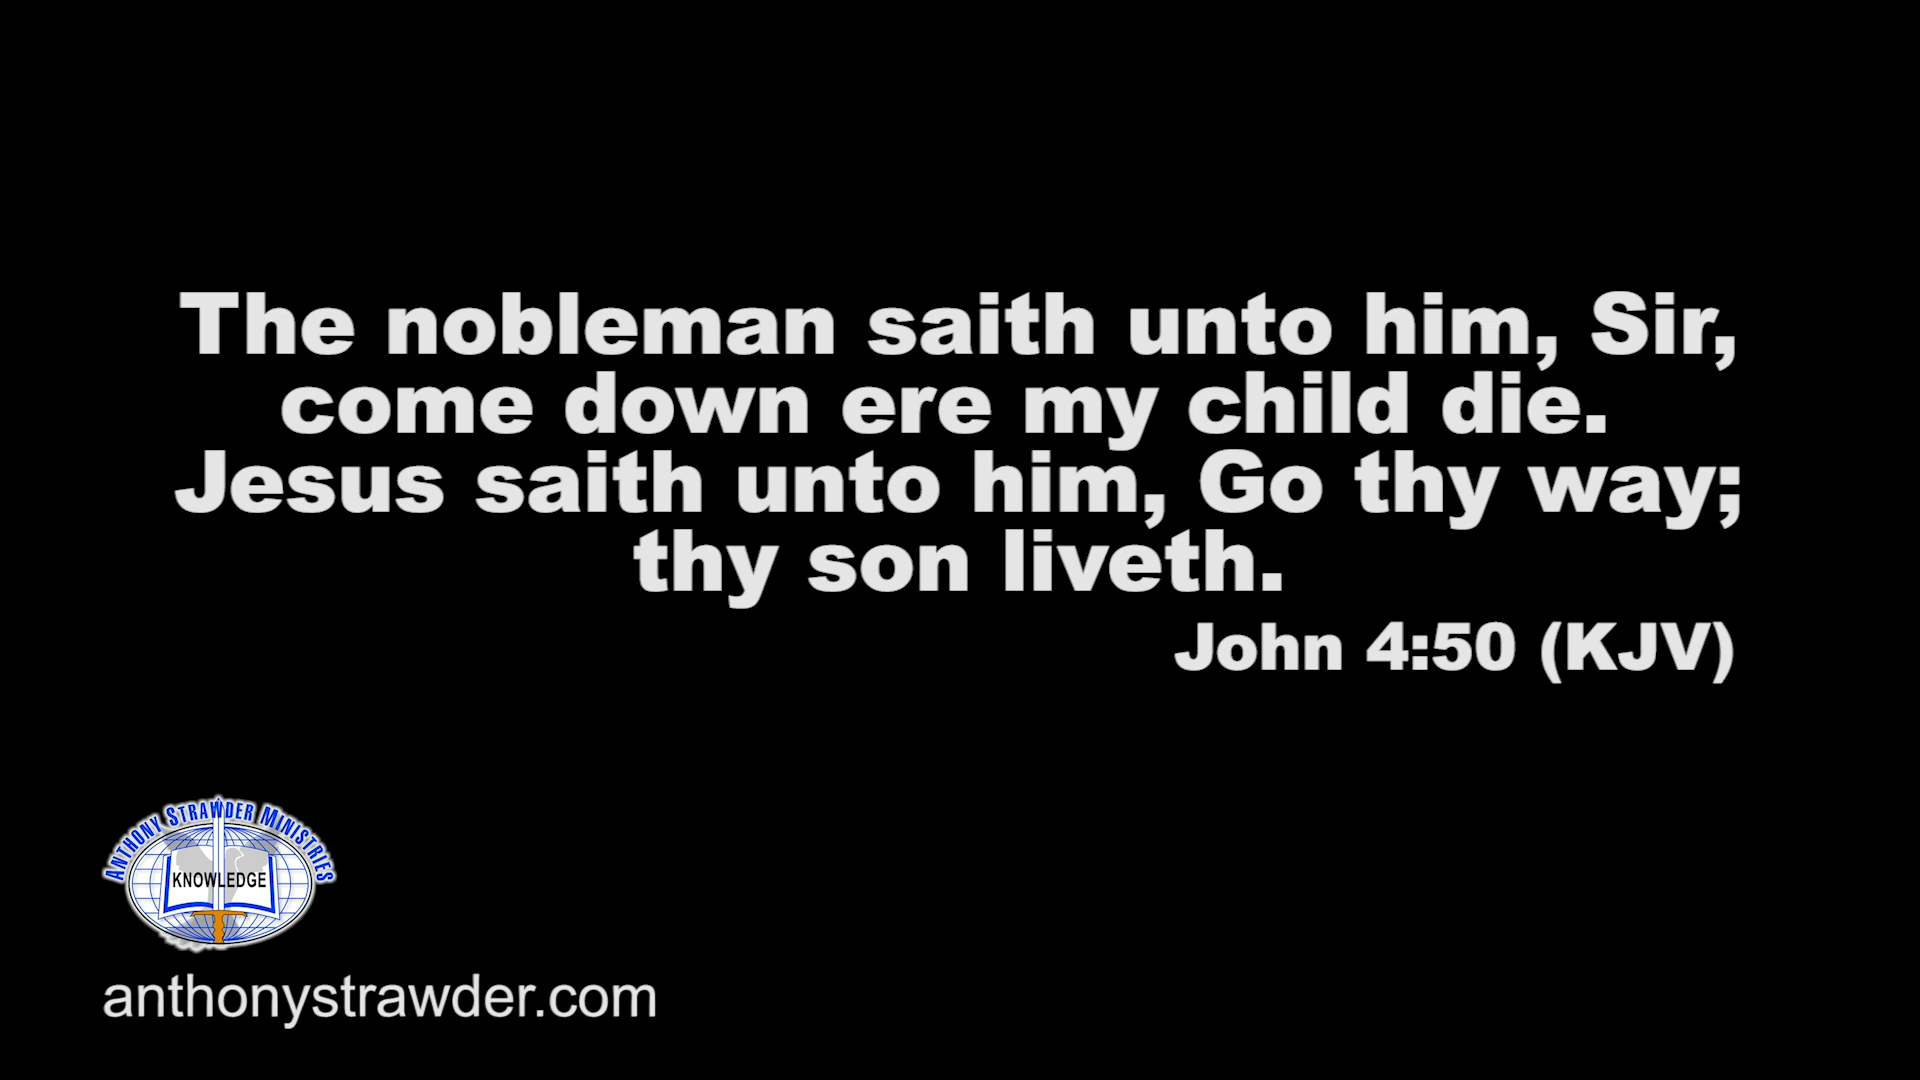 The nobleman saith unto him, Sir,
come down ere my child die.
Jesus saith unto him, Go thy way;
thy son liveth.
John 4:50 (KJV)
ANTHONY STRAWDER MINISTRIES
KNOWLEDGE
anthonystrawder.com